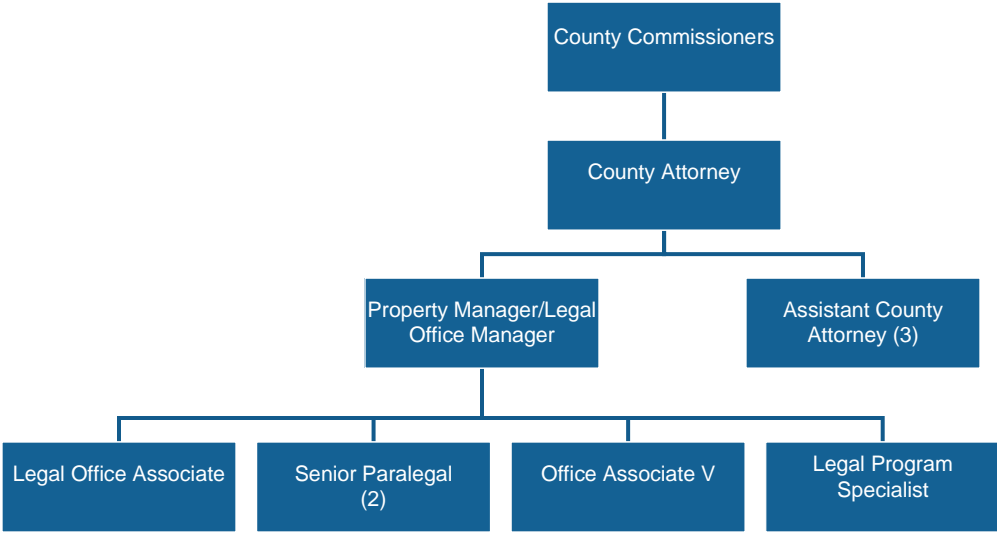 County Commissioners
County Attorney
Property Manager/Legal
Office Manager
Assistant County
Attorney (3)
Legal Office Associate
Senior Paralegal
(2)
Office Associate V
Legal Program
Specialist